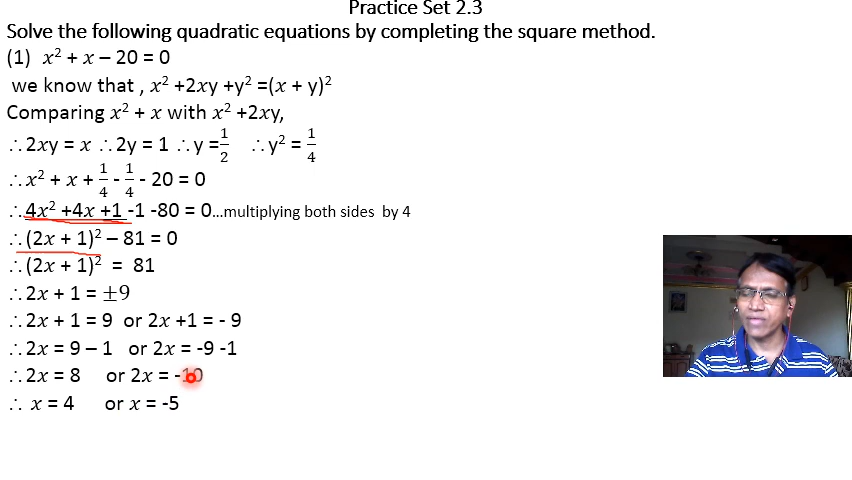 Practice Set 2.3
Solve the following quadratic equations by completing the square method.
(1) x² + x – 20 = 0
we know that , x² +2xy +y² =(x + y)²
Comparing x² + x with x² +2xy,
∴2xy = x ∴2y = 1 ∴y =1/2 ∴y² = 1/4
∴x² + x + 1/4 - 1/4 - 20 = 0
∴4x² +4x +1 -1 -80 = 0...multiplying both sides by 4
∴(2x + 1)² – 81 = 0
∴(2x + 1)² = 81
∴2x + 1 = ±9
∴2x + 1 = 9 or 2x +1 = - 9
∴2x = 9 – 1 or 2x = -9 -1
∴2x = 8 or 2x = -10
∴ x = 4 or x = -5